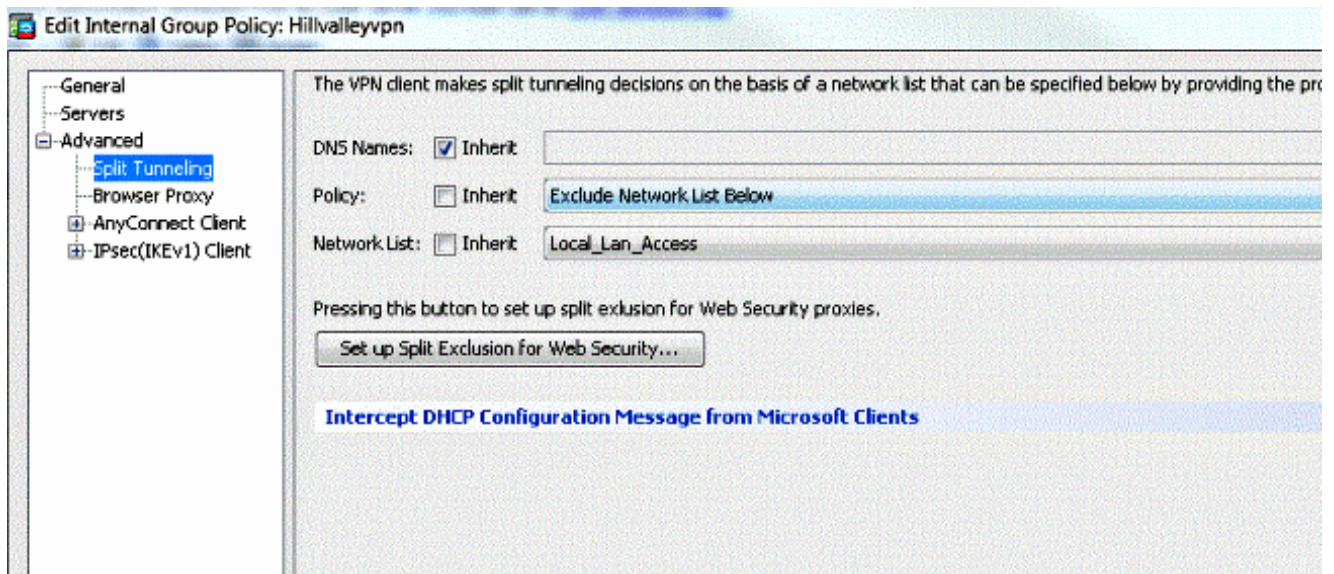 Edit Internal Group Policy: Hillvalleyvpn
General
Servers
Advanced
Split Tunneling
Browser Proxy
AnyConnect Client
IPsec(IKEv1) Client
The VPN client makes split tunneling decisions on the basis of a network list that can be specified below by providing the pro
DNS Names: Inherit
Policy: Inherit Exclude Network List Below
Network List: Inherit Local_Lan_Access
Pressing this button to set up split exlusion for Web Security proxies.
Set up Split Exclusion for Web Security...
Intercept DHCP Configuration Message from Microsoft Clients